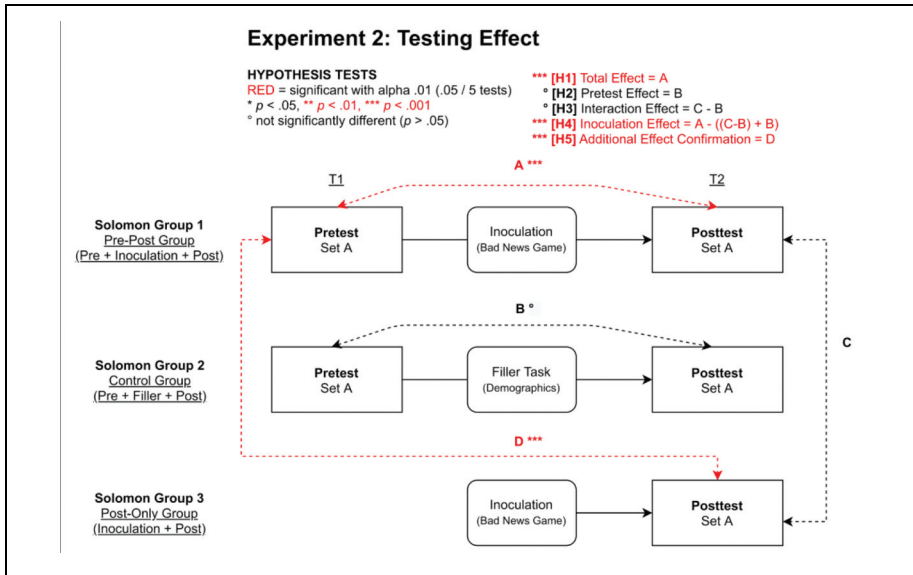 Experiment 2: Testing Effect
HYPOTHESIS TESTS
RED = significant with alpha .01 (.05 / 5 tests)
* p < .05, ** p < .01, *** p < .001
° not significantly different (p > .05)
*** [H1] Total Effect = A
° [H2] Pretest Effect = B
° [H3] Interaction Effect = C - B
*** [H4] Inoculation Effect = A - ((C-B) + B)
*** [H5] Additional Effect Confirmation = D
A ***
T1
T2
Solomon Group 1
Pre-Post Group
(Pre + Inoculation + Post)
Pretest
Set A
Inoculation
(Bad News Game)
Posttest
Set A
B °
C
Solomon Group 2
Control Group
(Pre + Filler + Post)
Pretest
Set A
Filler Task
(Demographics)
Posttest
Set A
D ***
Solomon Group 3
Post-Only Group
(Inoculation + Post)
Inoculation
(Bad News Game)
Posttest
Set A